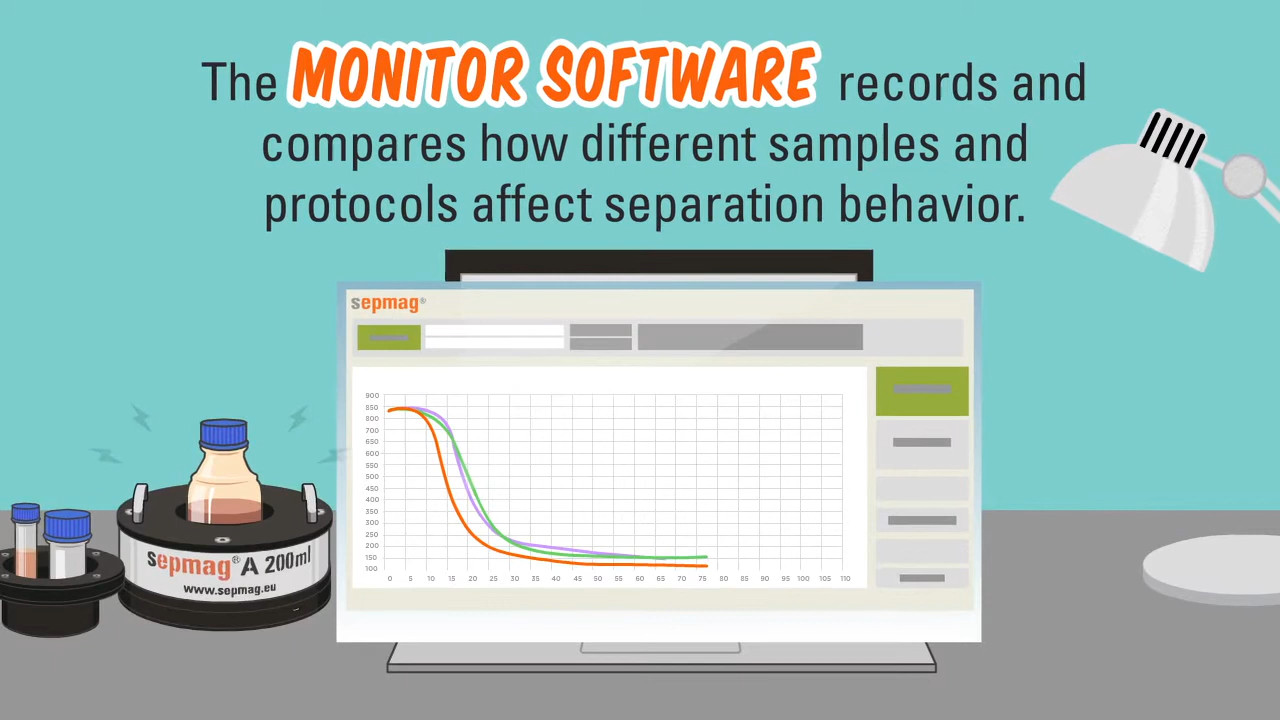 The MONITOR SOFTWARE records and
compares how different samples and
protocols affect separation behavior.
sepmag®
900
850
800
700
650
600
550
500
450
400
350
300
250
200
150
100
0 5 10 15 20 25 30 35 40 45 50 55 60 65 70 75 80 85 90 95 100 105 110
sepmag® A 200ml
www.sepmag.eu